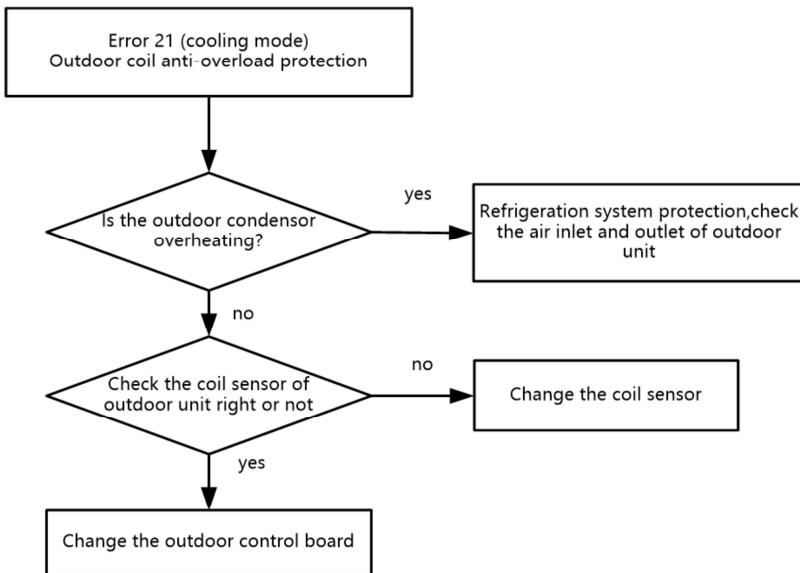 Error 21 (cooling mode)
Outdoor coil anti-overload protection
Is the outdoor condensor
overheating?
yes
Refrigeration system protection,check
the air inlet and outlet of outdoor
unit
no
Check the coil sensor of
outdoor unit right or not
no
Change the coil sensor
yes
Change the outdoor control board